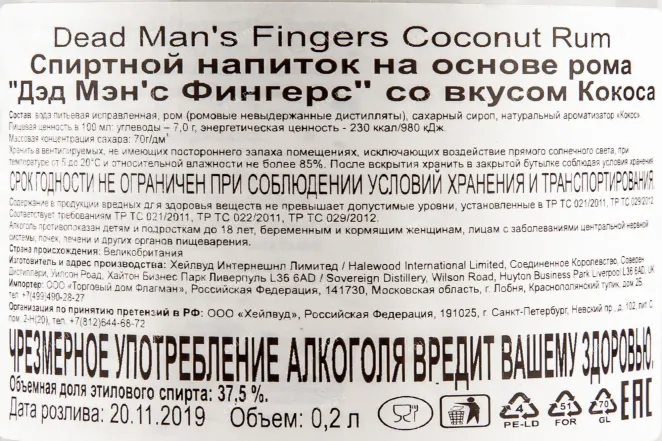 Dead Man's Fingers Coconut Rum
Спиртной напиток на основе рома
"Дэд Мэн'с Фингерс" со вкусом Кокоса
Состав: вода питьевая исправленная, ром (ромовые невыдержанные дистилляты), сахарный сироп, натуральный ароматизатор «Кокос».
Пищевая ценность в 100 мл: углеводы – 7,0 г, энергетическая ценность - 230 ккал/980 кДж.
Массовая концентрация сахара: 70г/дм³
Хранить в вентилируемых, не имеющих постороннего запаха помещениях, исключающих воздействие прямого солнечного света, при
температуре от 5 до 20°С и относительной влажности не более 85%. После вскрытия хранить в закрытой бутылке соблюдая условия хранения
СРОК ГОДНОСТИ НЕ ОГРАНИЧЕН ПРИ СОБЛЮДЕНИИ УСЛОВИЙ ХРАНЕНИЯ И ТРАНСПОРТИРОВАНИЯ.
Содержание в продукции вредных для здоровья веществ не превышает допустимые уровни, установленные в ТР ТС 021/2011, ТР ТС 029/2012
Соответствует требованиям ТР ТС 021/2011, ТР ТС 022/2011, ТР ТС 029/2012.
Алкоголь противопоказан детям и подросткам до 18 лет, беременным и кормящим женщинам, лицам с заболеваниями центральной нервной
системы, почек, печени и других органов пищеварения.
Страна происхождения: Великобритания
Изготовитель и адрес производства: Хейлвуд Интернешнл Лимитед / Halewood International Limited, Соединенное Королевство, Соверен
Дистиллери, Уилсон Роад, Хайтон Бизнес Парк Ливерпуль L36 6AD / Sovereign Distillery, Wilson Road, Huyton Business Park Liverpool L36 6AD, UK
Импортер: ООО «Торговый дом Флагман», Российская Федерация, 141730, Московская область, г. Лобня, Краснополянский тупик, дом 2Б.
тел. +7(499)490-28-27
Организация по принятию претензий в РФ: ООО «Хейлвуд», Российская Федерация, 191025, г. Санкт-Петербург, Невский пр., д. 102, лит. С,
пом. 2-Н(20), тел. +7(812)644-68-72
ЧРЕЗМЕРНОЕ УПОТРЕБЛЕНИЕ АЛКОГОЛЯ ВРЕДИТ ВАШЕМУ ЗДОРОВЬЮ.
Объемная доля этилового спирта: 37,5 %.
Дата розлива: 20.11.2019 Объем: 0,2 л
4 PE-LD
51 FOR
70 GL
EAC